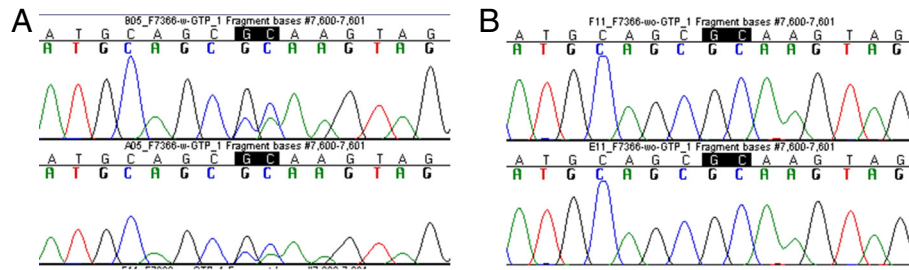 A
B05_F7366-w-GTP_1 Fragment bases #7,600-7,601
A T G C A G C G C A A G T A G
A T G C A G C G C A A G T A G
A05_F7366-w-GTP_1 Fragment bases #7,600-7,601
A T G C A G C G C A A G T A G
A T G C A G C G C A A G T A G
B
F11_F7366-wo-GTP_1 Fragment bases #7,600-7,601
A T G C A G C G C A A G T A G
A T G C A G C G C A A G T A G
E11_F7366-wo-GTP_1 Fragment bases #7,600-7,601
A T G C A G C G C A A G T A G
A T G C A G C G C A A G T A G